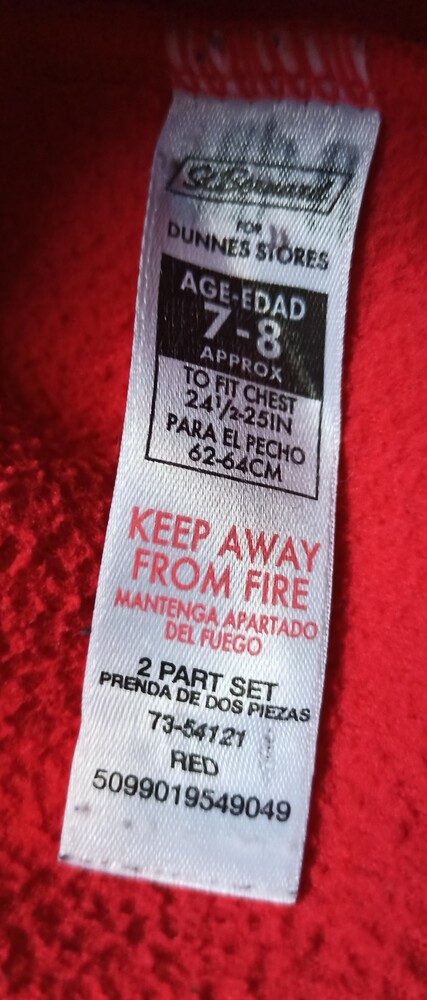 St. Bernard
FOR
DUNNES STORES
AGE-EDAD
7-8
APPROX
TO FIT CHEST
24½-25IN
PARA EL PECHO
62-64CM
KEEP AWAY
FROM FIRE
MANTENGA APARTADO
DEL FUEGO
2 PART SET
PRENDA DE DOS PIEZAS
73-54121
RED
5099019549049